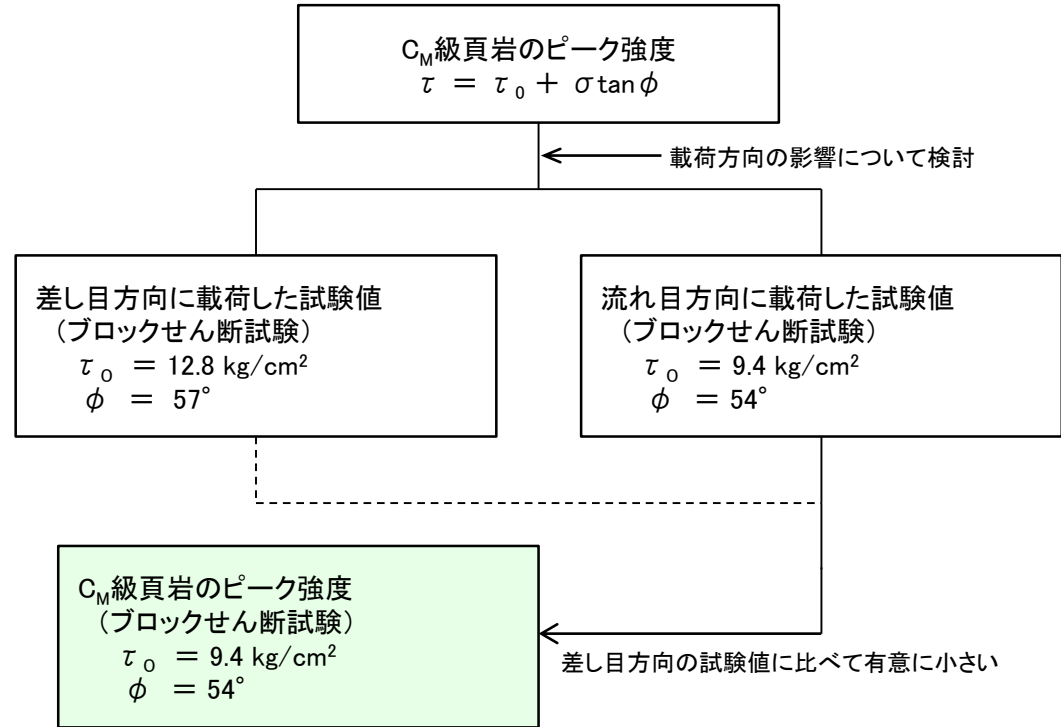 C_M級頁岩のピーク強度
τ = τ₀ + σtanφ
載荷方向の影響について検討
差し目方向に載荷した試験値
（ブロックせん断試験）
τ₀ = 12.8 kg/cm²
φ = 57°
流れ目方向に載荷した試験値
（ブロックせん断試験）
τ₀ = 9.4 kg/cm²
φ = 54°
C_M級頁岩のピーク強度
（ブロックせん断試験）
τ₀ = 9.4 kg/cm²
φ = 54°
差し目方向の試験値に比べて有意に小さい